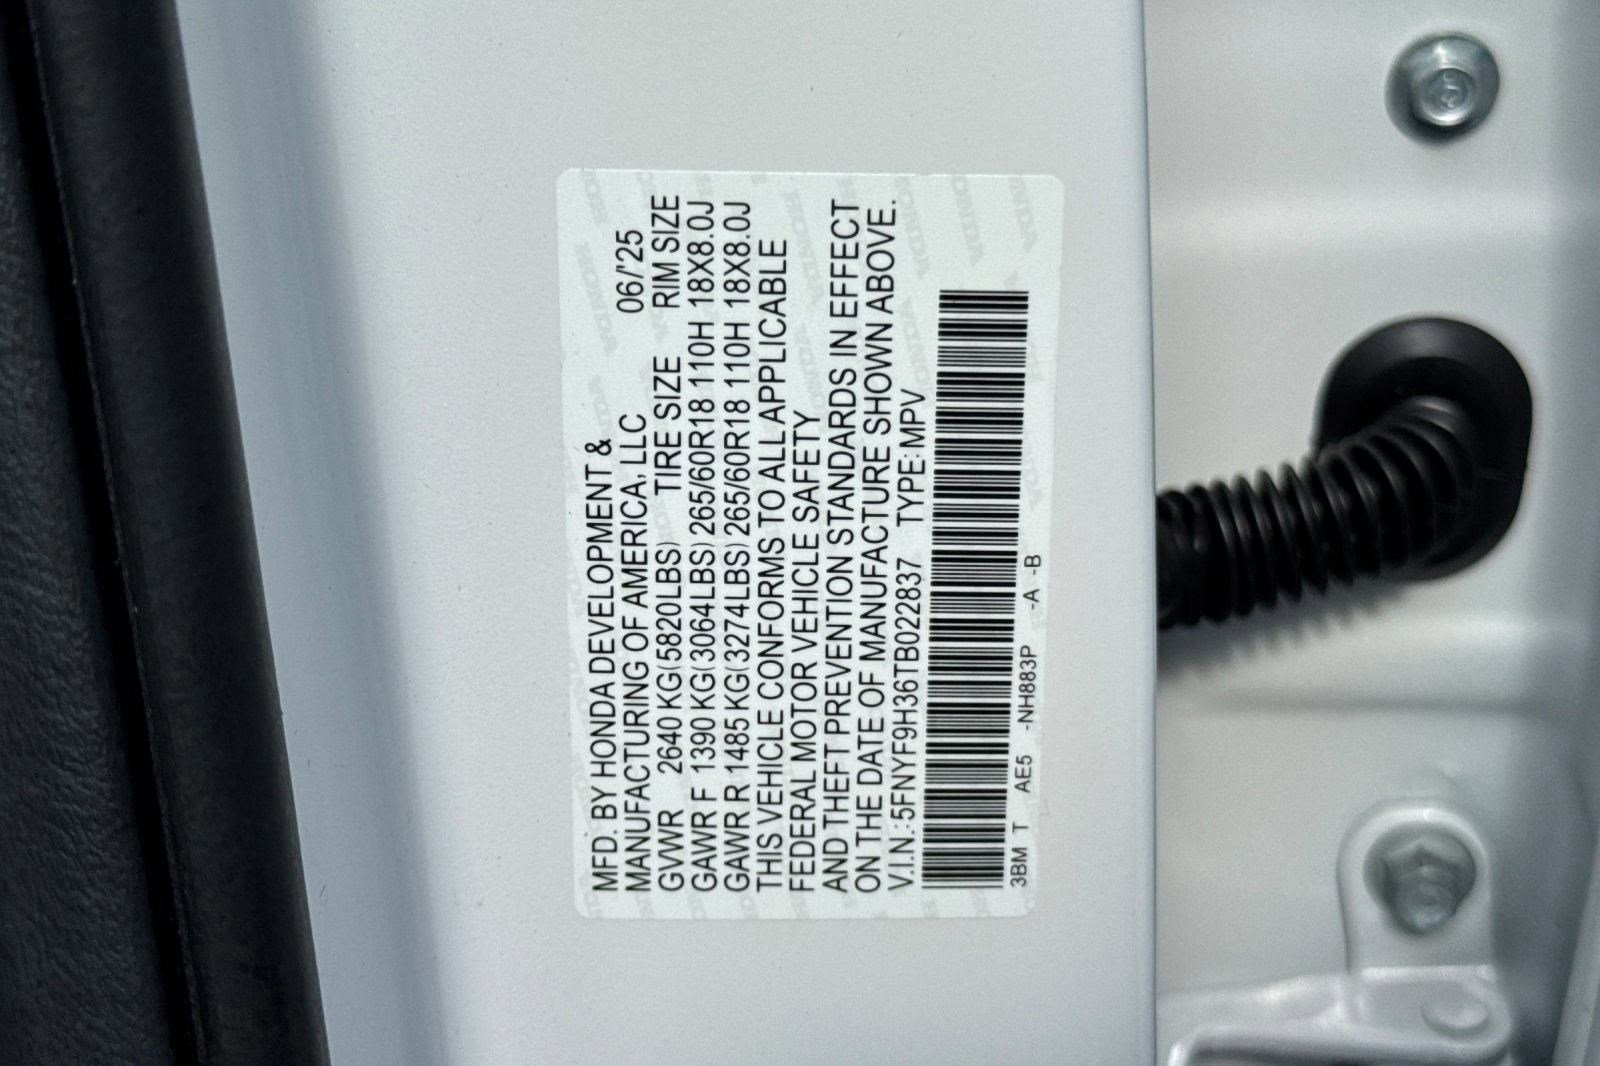 MFD. BY HONDA DEVELOPMENT &
MANUFACTURING OF AMERICA, LLC 06/'25
GVWR 2640 KG(5820LBS) TIRE SIZE RIM SIZE
GAWR F 1390 KG(3064LBS) 265/60R18 110H 18X8.0J
GAWR R 1485 KG(3274LBS) 265/60R18 110H 18X8.0J
THIS VEHICLE CONFORMS TO ALL APPLICABLE
FEDERAL MOTOR VEHICLE SAFETY
AND THEFT PREVENTION STANDARDS IN EFFECT
ON THE DATE OF MANUFACTURE SHOWN ABOVE.
V.I.N.: 5FNYF9H36TB022837 TYPE: MPV
3BM T AE5 -NH883P -A -B